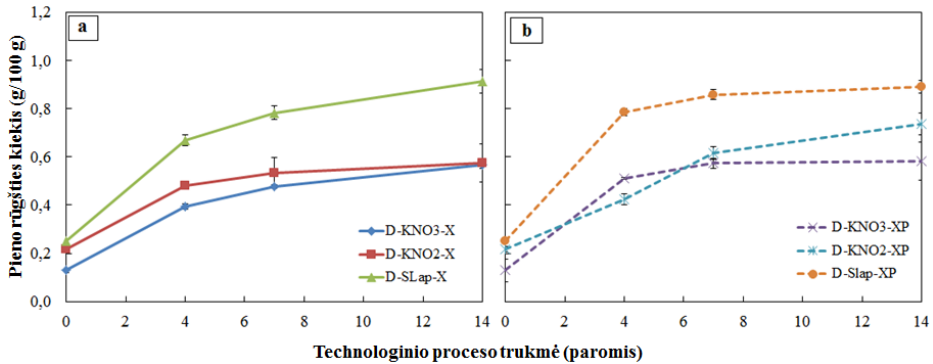 Pieno rūgšties kiekis (g/100 g)
1,2
1,0
0,8
0,6
0,4
0,2
0,0
a
D-KNO3-X
D-KNO2-X
D-SLap-X
0 2 4 6 8 10 12 14
b
D-KNO3-XP
D-KNO2-XP
D-Slap-XP
0 2 4 6 8 10 12 14
Technologinio proceso trukmė (paromis)